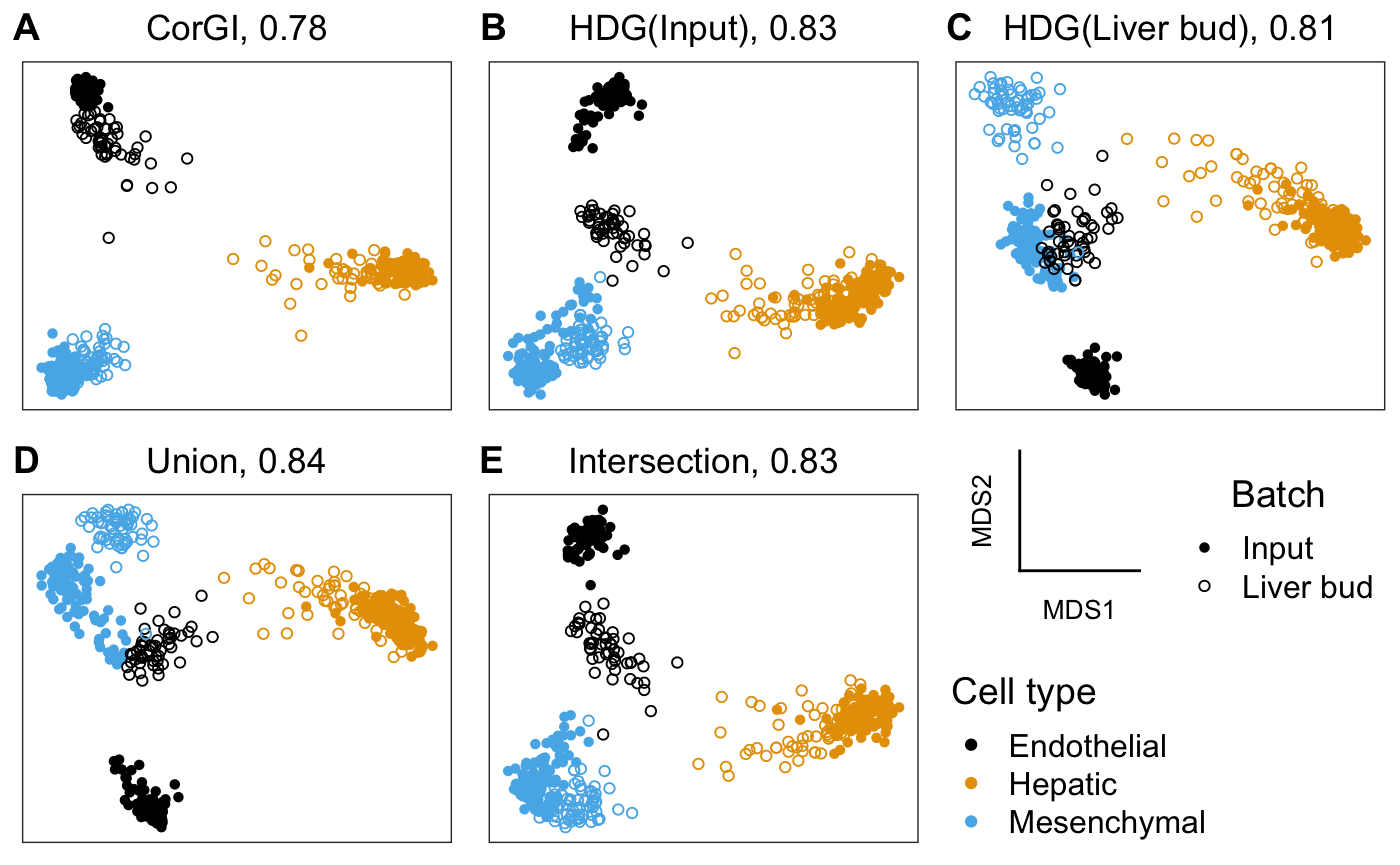 A CorGI, 0.78
B HDG(Input), 0.83
C HDG(Liver bud), 0.81
D Union, 0.84
E Intersection, 0.83
MDS2
MDS1
Batch
Input
Liver bud
Cell type
Endothelial
Hepatic
Mesenchymal